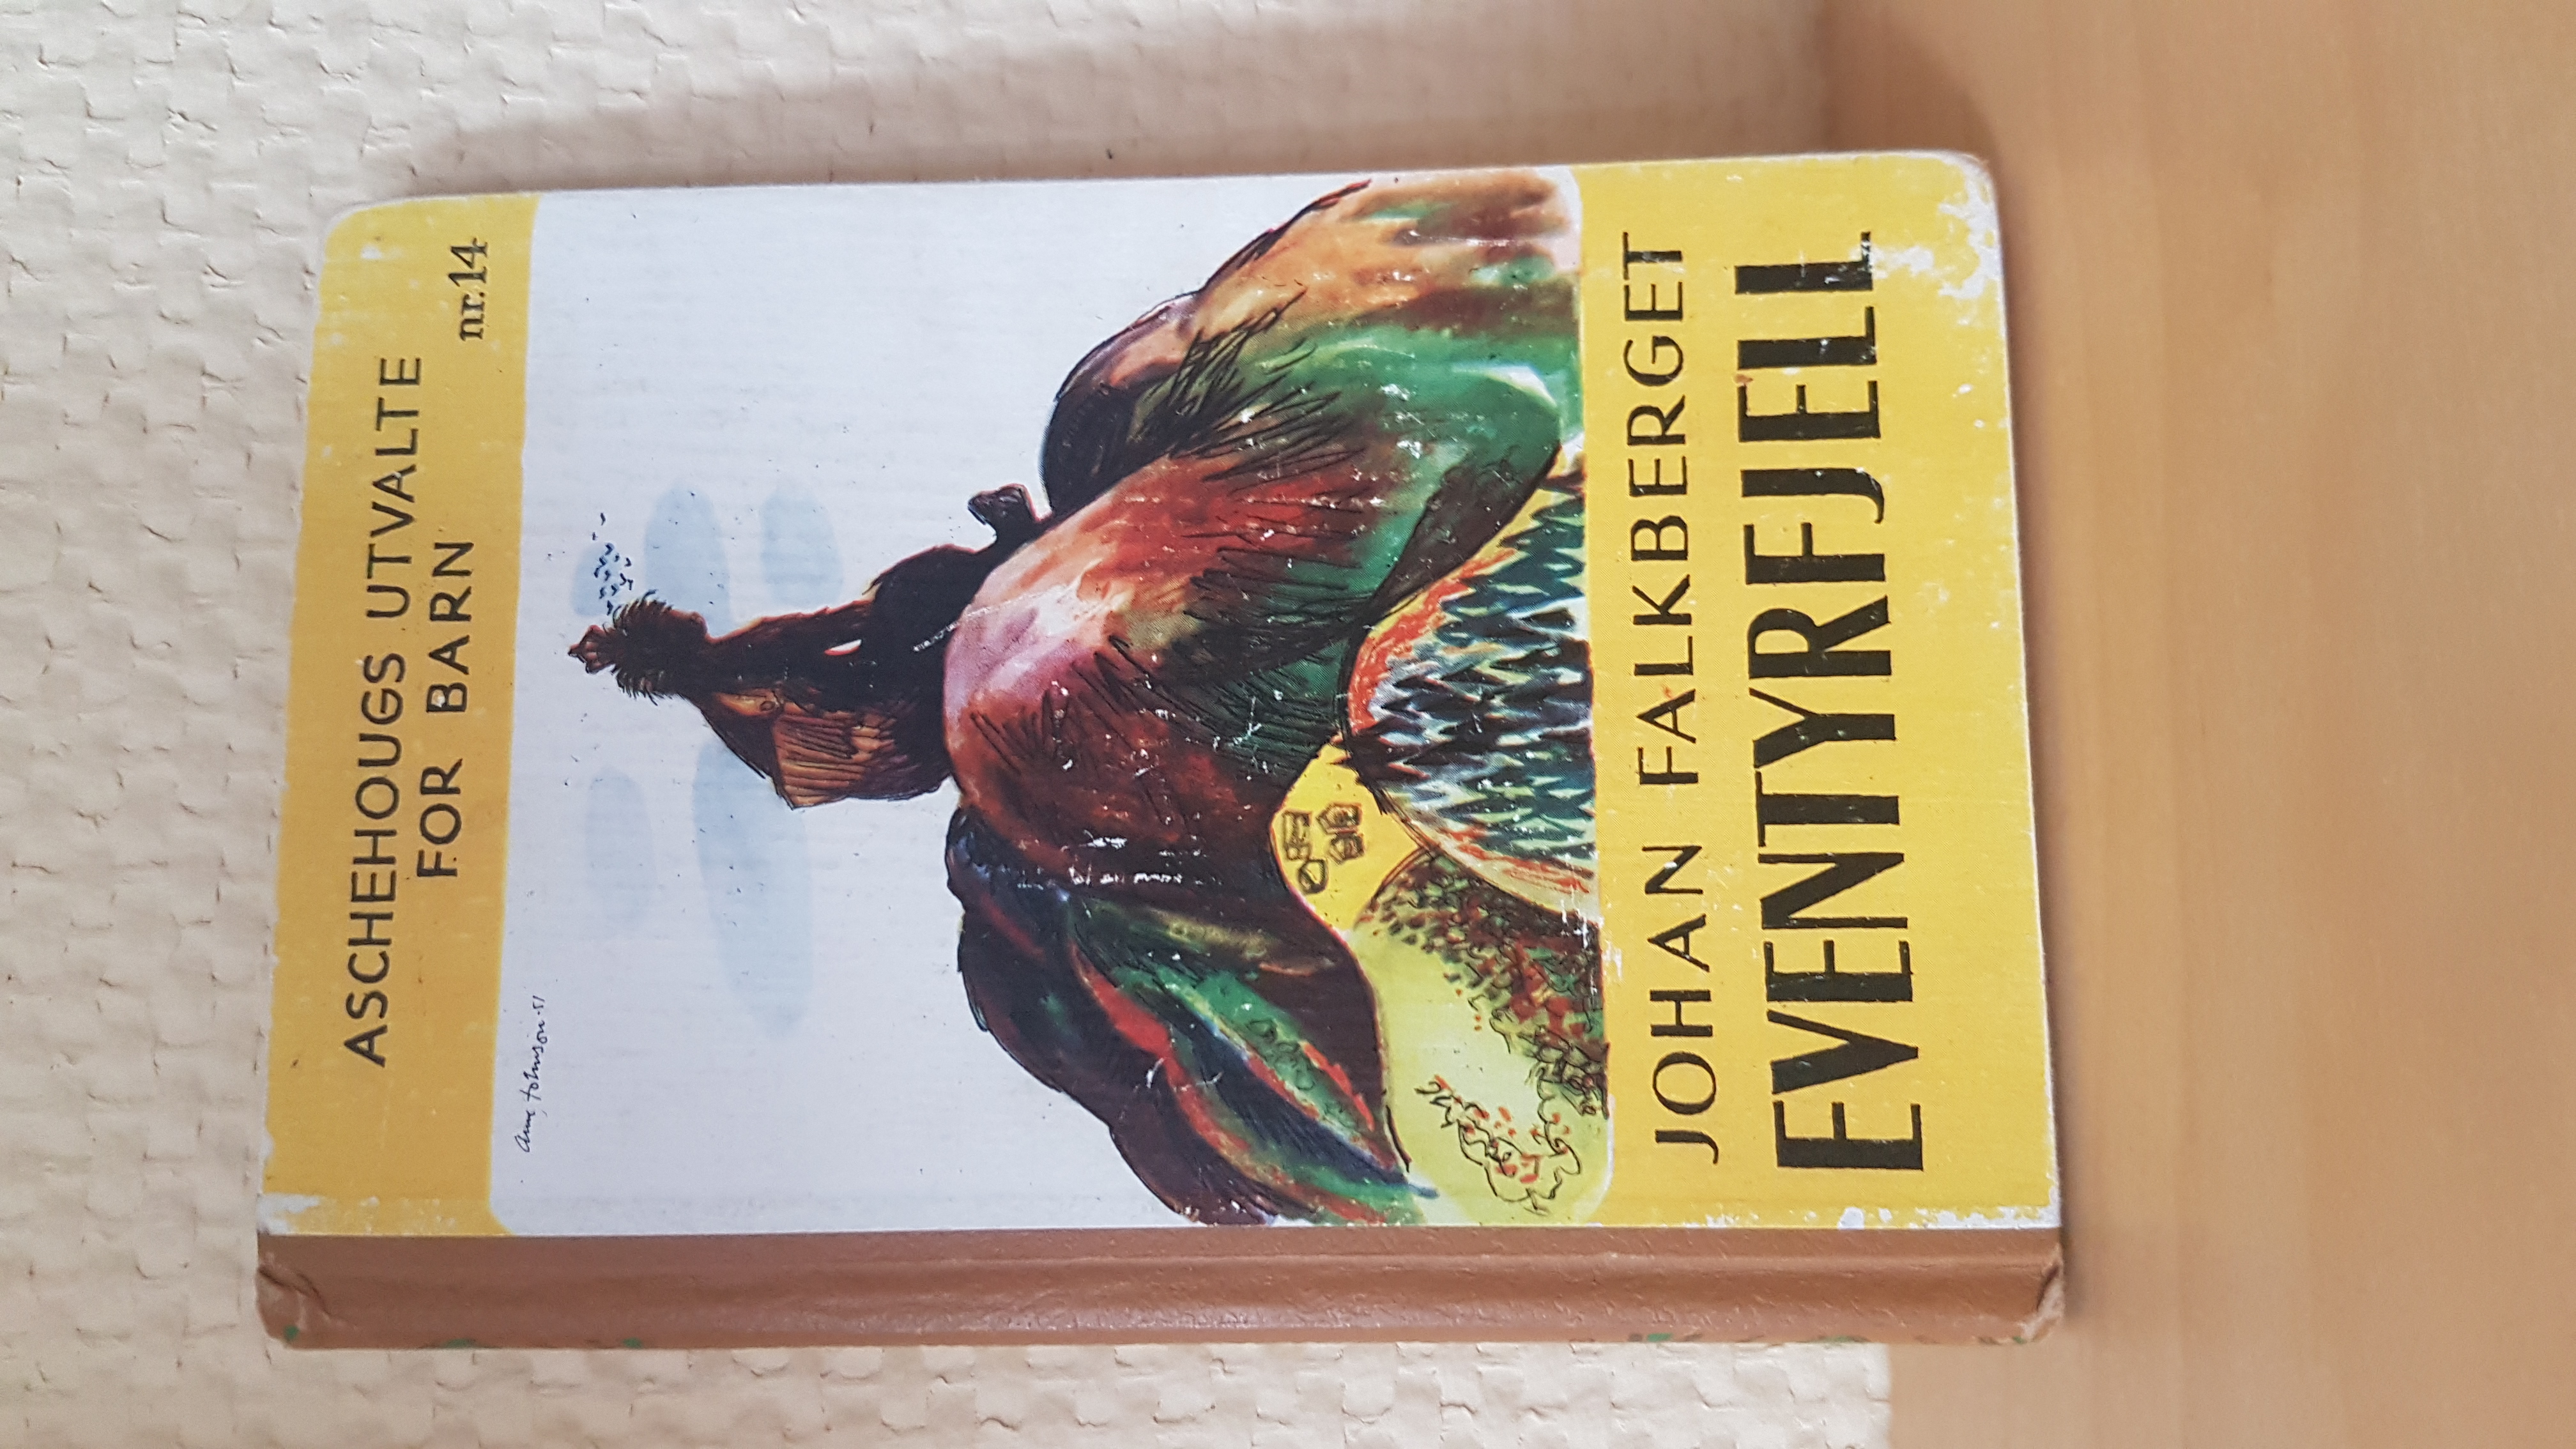 ASCHEHOUGS UTVALTE
FOR BARN
nr. 14
JOHAN FALKBERGET
EVENTYRFJELL